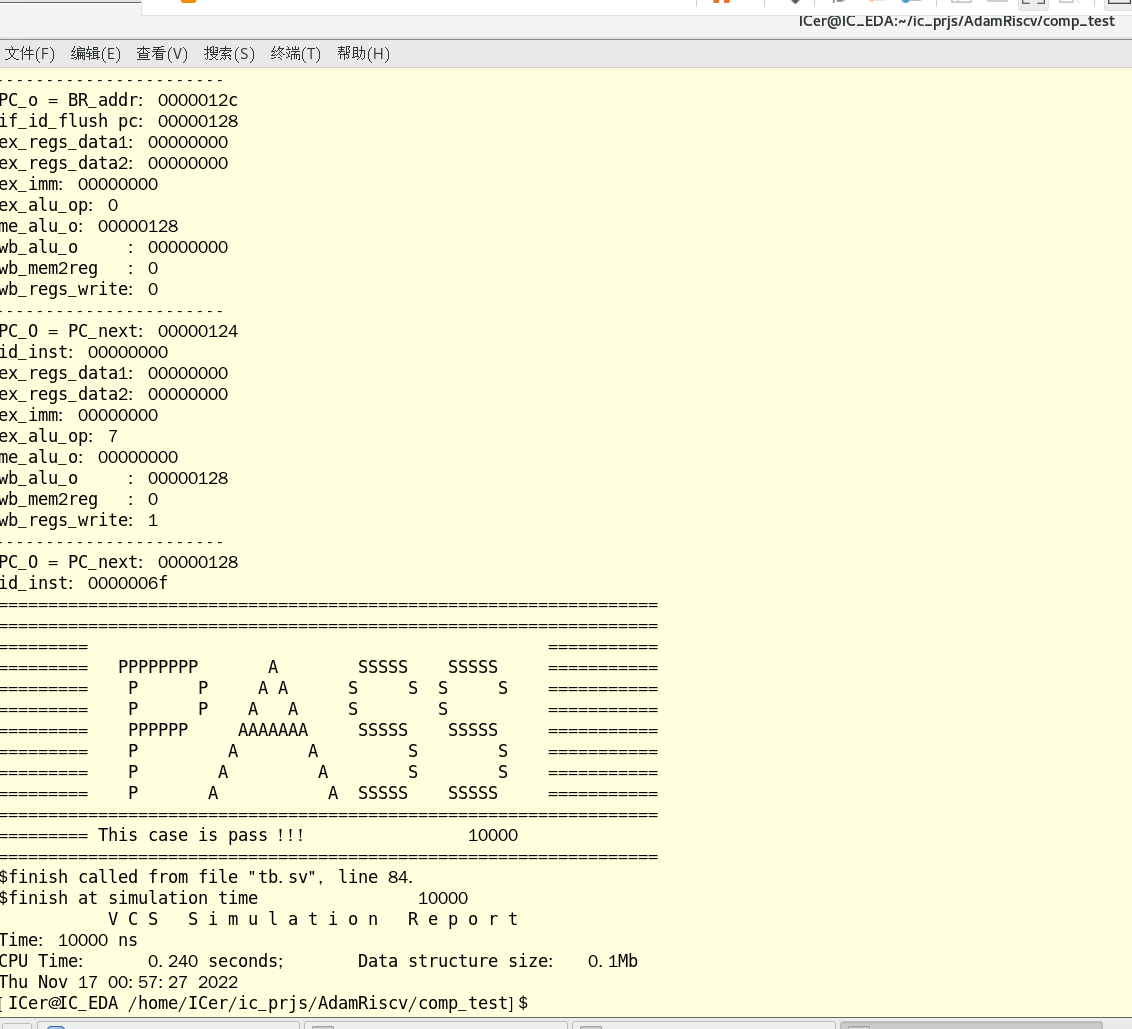 ICer@IC_EDA:~/ic_prjs/AdamRiscv/comp_test
文件(F) 编辑(E) 查看(V) 搜索(S) 终端(T) 帮助(H)
-----------------------
PC_o = BR_addr: 0000012c
if_id_flush pc: 00000128
ex_regs_data1: 00000000
ex_regs_data2: 00000000
ex_imm: 00000000
ex_alu_op: 0
me_alu_o: 00000128
wb_alu_o     : 00000000
wb_mem2reg   : 0
wb_regs_write: 0
-----------------------
PC_O = PC_next: 00000124
id_inst: 00000000
ex_regs_data1: 00000000
ex_regs_data2: 00000000
ex_imm: 00000000
ex_alu_op: 7
me_alu_o: 00000000
wb_alu_o     : 00000128
wb_mem2reg   : 0
wb_regs_write: 1
-----------------------
PC_O = PC_next: 00000128
id_inst: 0000006f
==================================================================
==================================================================
=========                                              ===========
=========   PPPPPPPP       A        SSSSS    SSSSS     ===========
=========    P      P     A A      S     S  S     S    ===========
=========    P      P    A   A     S        S          ===========
=========    PPPPPP     AAAAAAA     SSSSS    SSSSS     ===========
=========    P         A       A         S        S    ===========
=========    P        A         A        S        S    ===========
=========    P       A           A  SSSSS    SSSSS     ===========
==================================================================
========= This case is pass !!!                10000
==================================================================
$finish called from file "tb.sv", line 84.
$finish at simulation time                10000
           V C S   S i m u l a t i o n   R e p o r t
Time: 10000 ns
CPU Time:      0.240 seconds;       Data structure size:   0.1Mb
Thu Nov 17 00:57:27 2022
[ICer@IC_EDA /home/ICer/ic_prjs/AdamRiscv/comp_test]$